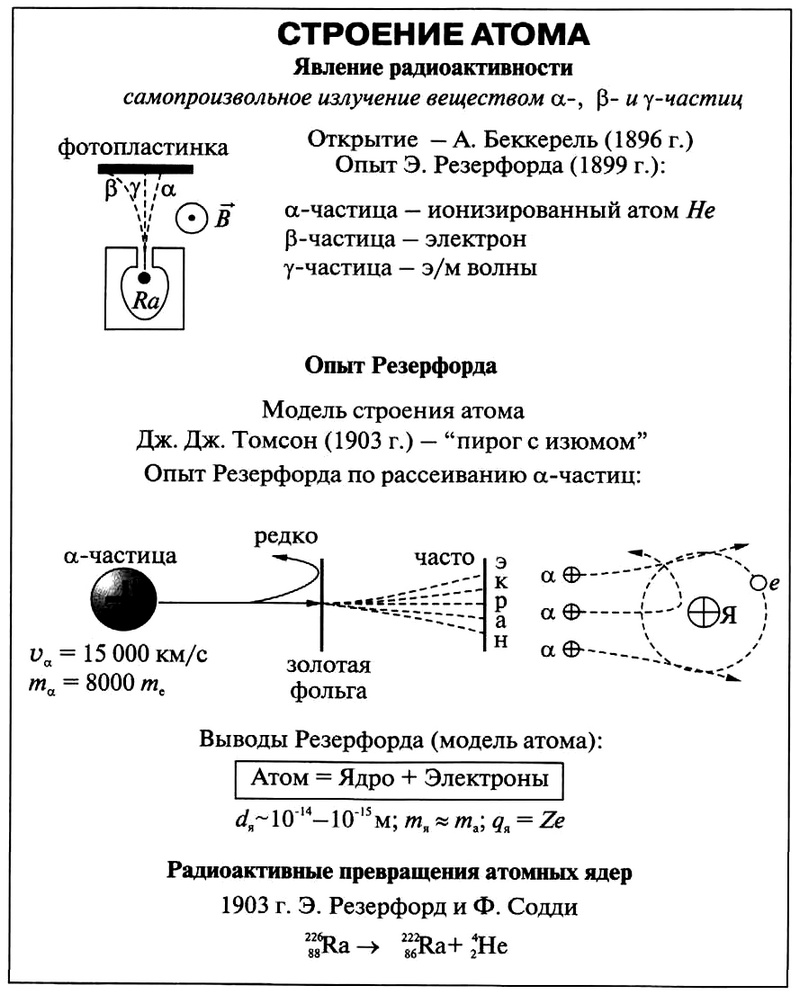 СТРОЕНИЕ АТОМА
Явление радиоактивности
самопроизвольное излучение веществом α-, β- и γ-частиц
фотопластинка
β γ α
B⃗
Ra
Открытие – А. Беккерель (1896 г.)
Опыт Э. Резерфорда (1899 г.):
α-частица – ионизированный атом He
β-частица – электрон
γ-частица – э/м волны
Опыт Резерфорда
Модель строения атома
Дж. Дж. Томсон (1903 г.) – “пирог с изюмом”
Опыт Резерфорда по рассеиванию α-частиц:
α-частица
υα = 15 000 км/с
mα = 8000 me
редко
золотая
фольга
часто
экран
α
α
α
e
Я
Выводы Резерфорда (модель атома):
Атом = Ядро + Электроны
dя~10⁻¹⁴–10⁻¹⁵ м; mя ≈ mа; qя = Ze
Радиоактивные превращения атомных ядер
1903 г. Э. Резерфорд и Ф. Содди
²²⁶₈₈Ra → ²²²₈₆Ra+ ⁴₂He